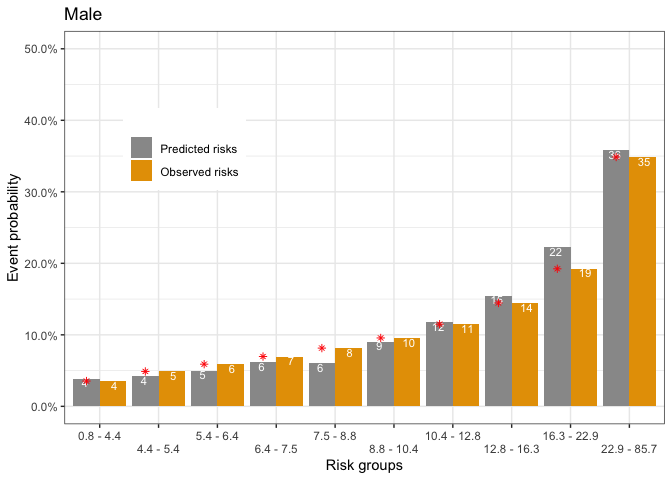 Male
50.0%
40.0%
30.0%
20.0%
10.0%
0.0%
Event probability
Predicted risks
Observed risks
4 4 4 5 5 6 6 7 6 8 9 10 12 11 14 22 19 35
0.8 - 4.4 5.4 - 6.4 7.5 - 8.8 10.4 - 12.8 16.3 - 22.9
4.4 - 5.4 6.4 - 7.5 8.8 - 10.4 12.8 - 16.3 22.9 - 85.7
Risk groups